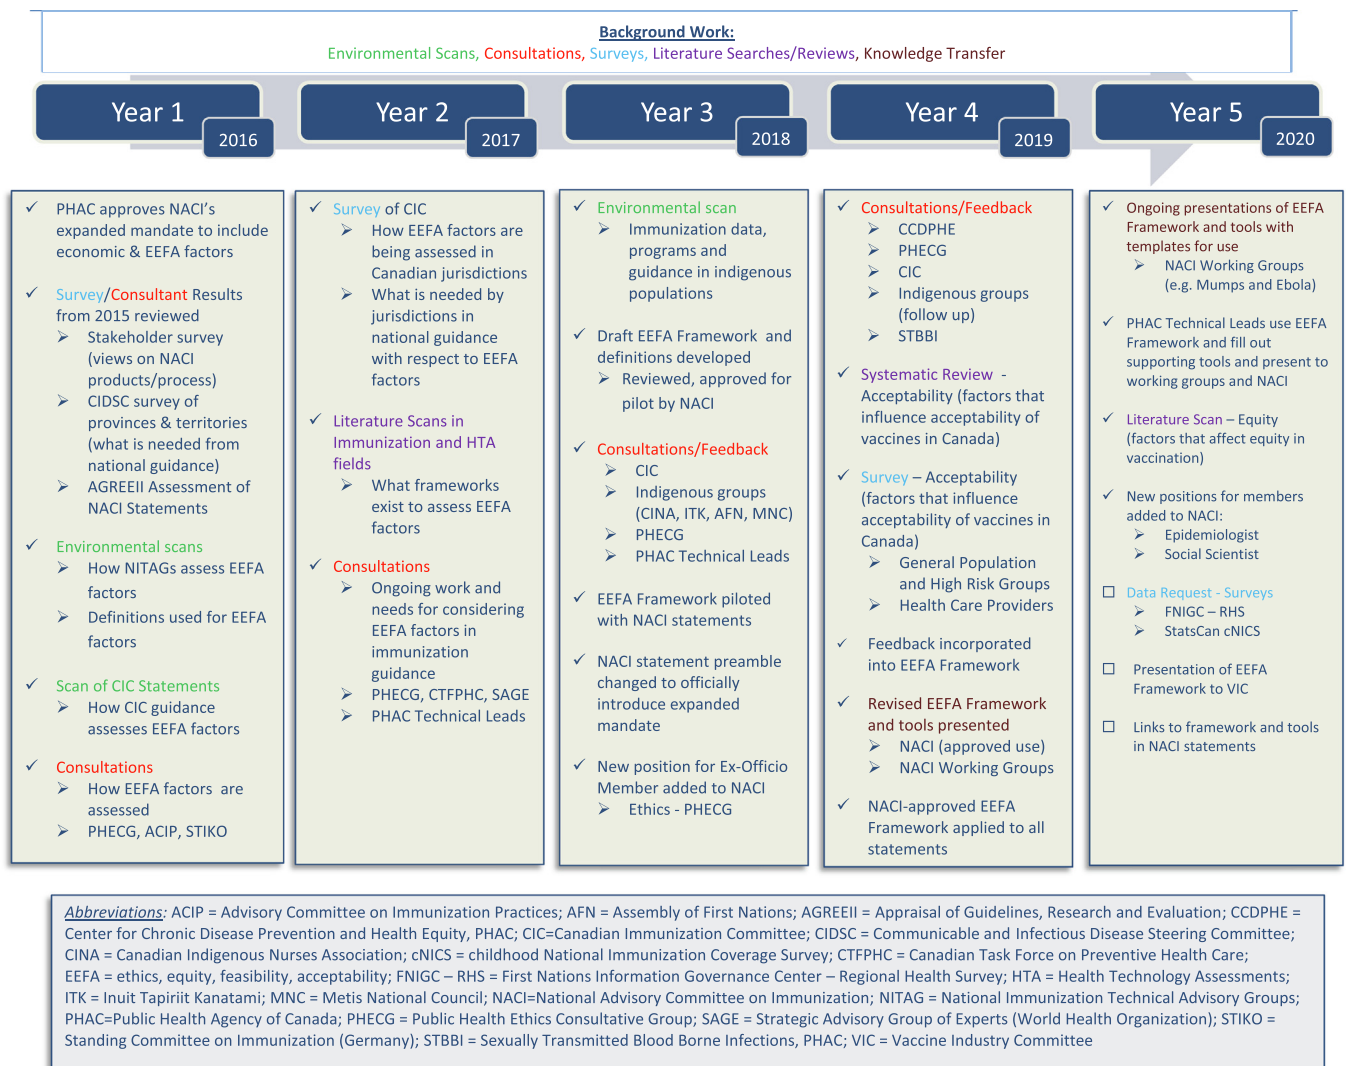 Background Work:
Environmental Scans, Consultations, Surveys, Literature Searches/Reviews, Knowledge Transfer
Year 1
2016
Year 2
2017
Year 3
2018
Year 4
2019
Year 5
2020
PHAC approves NACI's
expanded mandate to include
economic & EEFA factors
Survey/Consultant Results
from 2015 reviewed
Stakeholder survey
(views on NACI
products/process)
CIDSC survey of
provinces & territories
(what is needed from
national guidance)
AGREEII Assessment of
NACI Statements
Environmental scans
How NITAGs assess EEFA
factors
Definitions used for EEFA
factors
Scan of CIC Statements
How CIC guidance
assesses EEFA factors
Consultations
How EEFA factors are
assessed
PHECG, ACIP, STIKO
Survey of CIC
How EEFA factors are
being assessed in
Canadian jurisdictions
What is needed by
jurisdictions in
national guidance
with respect to EEFA
factors
Literature Scans in
Immunization and HTA
fields
What frameworks
exist to assess EEFA
factors
Consultations
Ongoing work and
needs for considering
EEFA factors in
immunization
guidance
PHECG, CTFPHC, SAGE
PHAC Technical Leads
Environmental scan
Immunization data,
programs and
guidance in indigenous
populations
Draft EEFA Framework and
definitions developed
Reviewed, approved for
pilot by NACI
Consultations/Feedback
CIC
Indigenous groups
(CINA, ITK, AFN, MNC)
PHECG
PHAC Technical Leads
EEFA Framework piloted
with NACI statements
NACI statement preamble
changed to officially
introduce expanded
mandate
New position for Ex-Officio
Member added to NACI
Ethics - PHECG
Consultations/Feedback
CCDPHE
PHECG
CIC
Indigenous groups
(follow up)
STBBI
Systematic Review -
Acceptability (factors that
influence acceptability of
vaccines in Canada)
Survey – Acceptability
(factors that influence
acceptability of vaccines in
Canada)
General Population
and High Risk Groups
Health Care Providers
Feedback incorporated
into EEFA Framework
Revised EEFA Framework
and tools presented
NACI (approved use)
NACI Working Groups
NACI-approved EEFA
Framework applied to all
statements
Ongoing presentations of EEFA
Framework and tools with
templates for use
NACI Working Groups
(e.g. Mumps and Ebola)
PHAC Technical Leads use EEFA
Framework and fill out
supporting tools and present to
working groups and NACI
Literature Scan – Equity
(factors that affect equity in
vaccination)
New positions for members
added to NACI:
Epidemiologist
Social Scientist
Data Request - Surveys
FNIGC – RHS
StatsCan cNICS
Presentation of EEFA
Framework to VIC
Links to framework and tools
in NACI statements
Abbreviations: ACIP = Advisory Committee on Immunization Practices; AFN = Assembly of First Nations; AGREEII = Appraisal of Guidelines, Research and Evaluation; CCDPHE =
Center for Chronic Disease Prevention and Health Equity, PHAC; CIC=Canadian Immunization Committee; CIDSC = Communicable and Infectious Disease Steering Committee;
CINA = Canadian Indigenous Nurses Association; cNICS = childhood National Immunization Coverage Survey; CTFPHC = Canadian Task Force on Preventive Health Care;
EEFA = ethics, equity, feasibility, acceptability; FNIGC – RHS = First Nations Information Governance Center – Regional Health Survey; HTA = Health Technology Assessments;
ITK = Inuit Tapiriit Kanatami; MNC = Metis National Council; NACI=National Advisory Committee on Immunization; NITAG = National Immunization Technical Advisory Groups;
PHAC=Public Health Agency of Canada; PHECG = Public Health Ethics Consultative Group; SAGE = Strategic Advisory Group of Experts (World Health Organization); STIKO =
Standing Committee on Immunization (Germany); STBBI = Sexually Transmitted Blood Borne Infections, PHAC; VIC = Vaccine Industry Committee